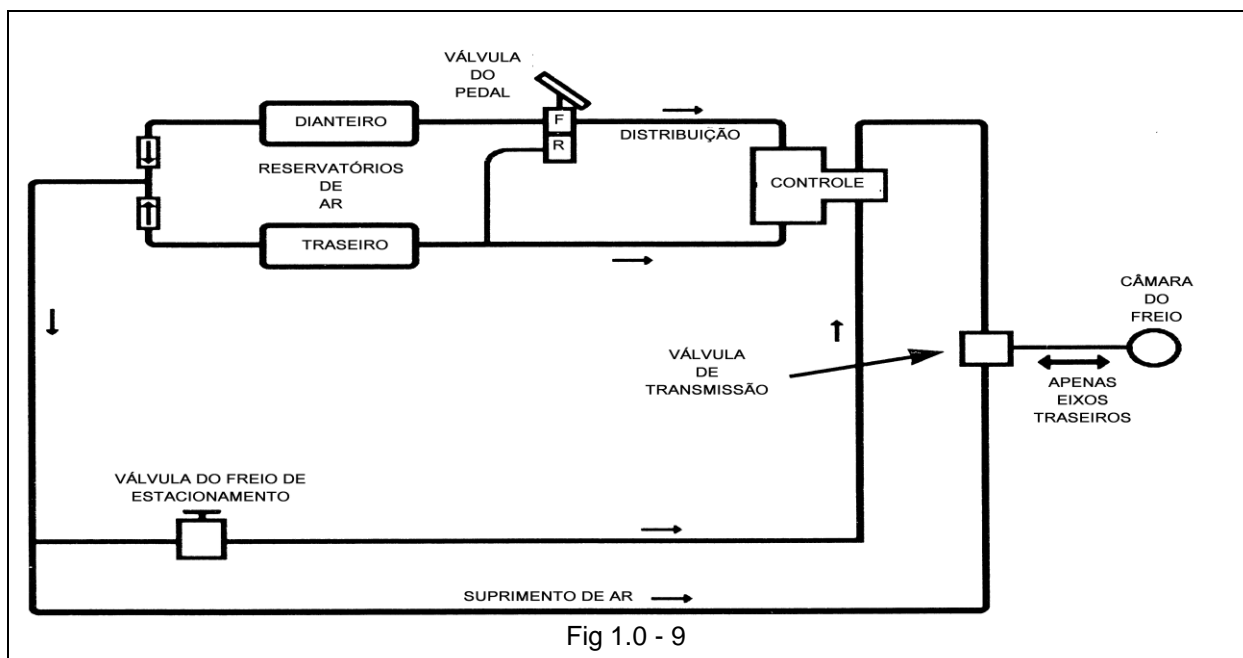 VÁLVULA
DO
PEDAL
DIANTEIRO
F
DISTRIBUIÇÃO
R
RESERVATÓRIOS
DE
AR
CONTROLE
TRASEIRO
CÂMARA
DO
FREIO
VÁLVULA
DE
TRANSMISSÃO
APENAS
EIXOS
TRASEIROS
VÁLVULA DO FREIO DE
ESTACIONAMENTO
SUPRIMENTO DE AR
Fig 1.0 - 9